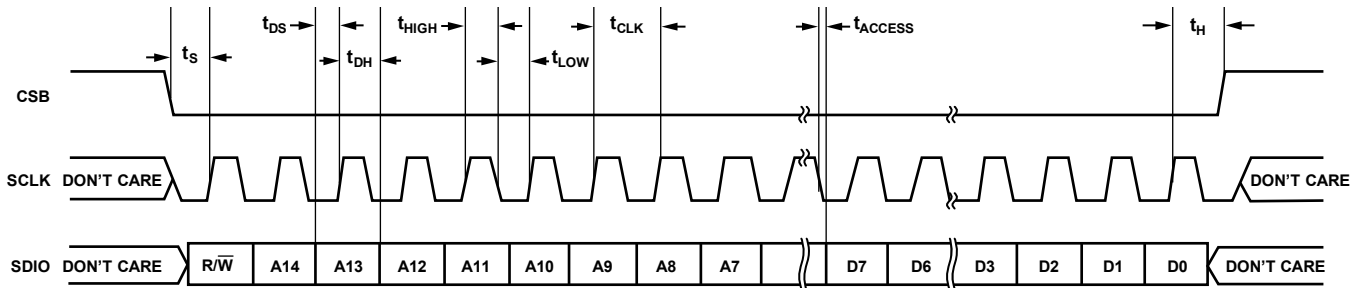 tDS tHIGH tCLK tACCESS tH
tS tDH tLOW
CSB
SCLK DON'T CARE DON'T CARE
SDIO DON'T CARE R/W̅ A14 A13 A12 A11 A10 A9 A8 A7 D7 D6 D3 D2 D1 D0 DON'T CARE